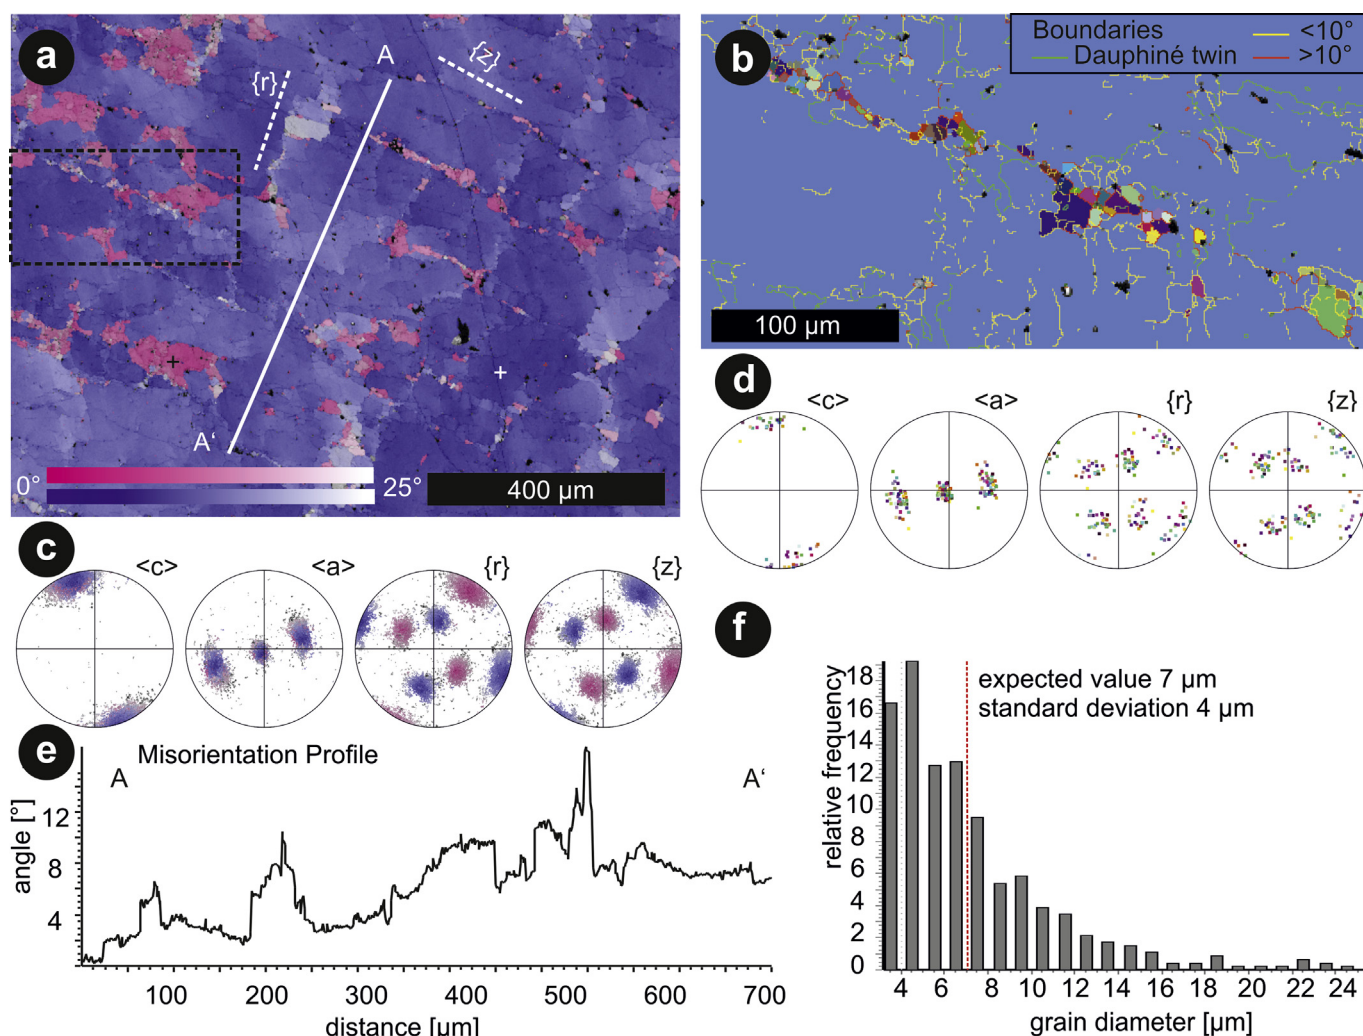 a
{r}
A
{z}
A‘
0°
25°
400 µm
b
Boundaries
<10°
Dauphiné twin
>10°
100 µm
c
<c>
<a>
{r}
{z}
d
<c>
<a>
{r}
{z}
e
Misorientation Profile
A
A‘
angle [°]
12
8
4
100
200
300
400
500
600
700
distance [µm]
f
expected value 7 µm
standard deviation 4 µm
relative frequency
18
16
14
12
10
8
6
4
2
0
4
6
8
10
12
14
16
18
20
22
24
grain diameter [µm]